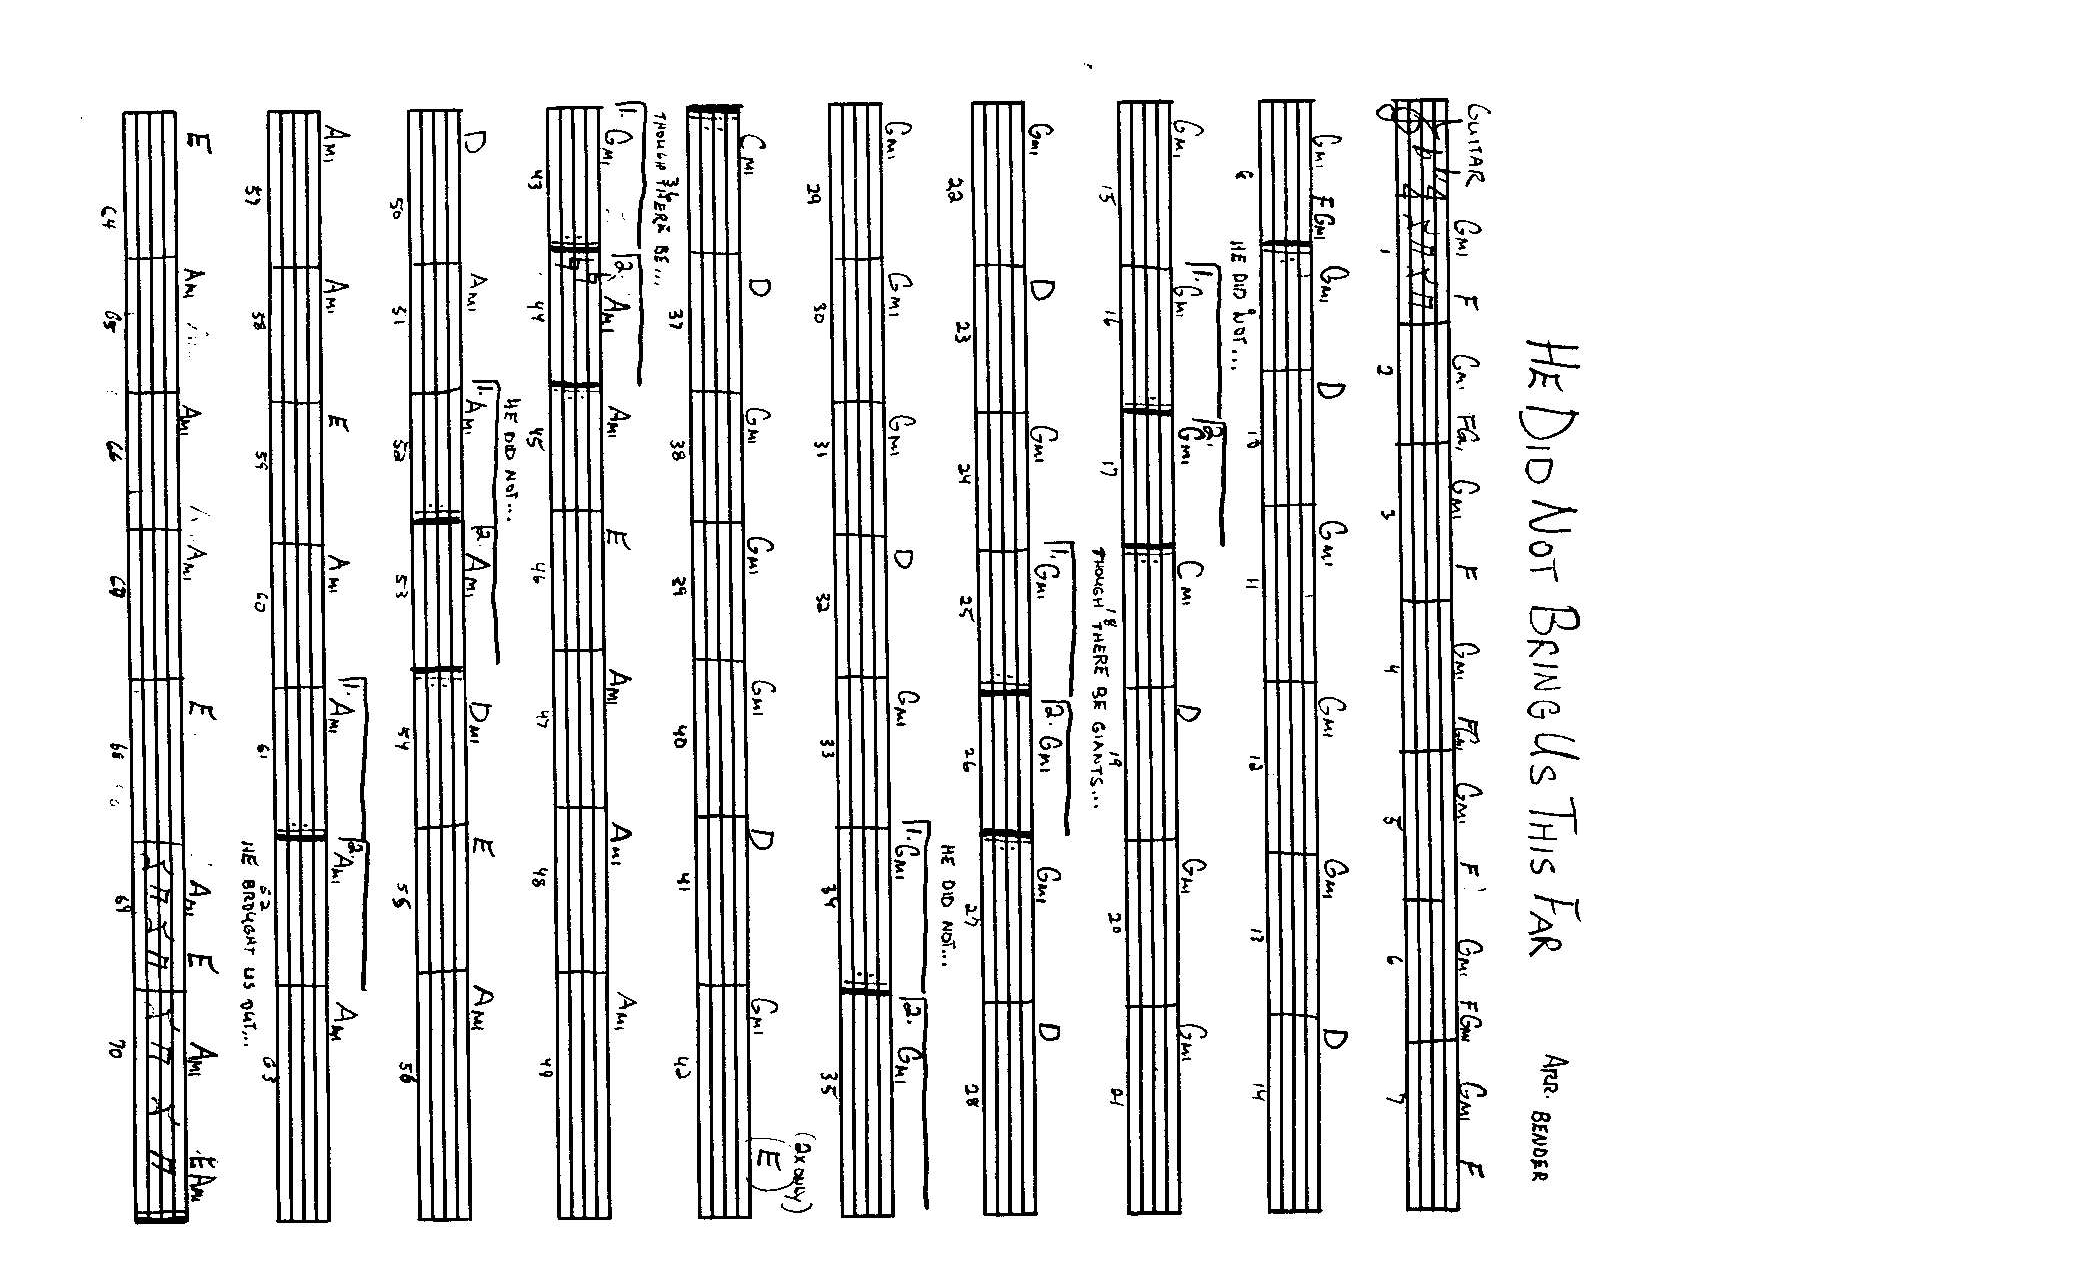 HE DID NOT BRING US THIS FAR ARR. BENDER
GUITAR GMI F GMI FGMI GMI F GMI FGMI GMI F GMI FGMI GMI F
1 2 3 4 5 6 7
GMI FGMI GMI D GMI GMI GMI D
8 10 11 12 13 14
HE DID NOT...
GMI 1. GMI 2. GMI CMI D GMI GMI
15 16 17 18 19 20 21
THOUGH THERE BE GIANTS...
GMI D GMI 1. GMI 2. GMI GMI D
22 23 24 25 26 27 28
HE DID NOT...
GMI GMI GMI D GMI 1. GMI 2. GMI
29 30 31 32 33 34 35
(2X ONLY)
CMI D GMI GMI GMI D GMI (E)
36 37 38 39 40 41 42
THOUGH THERE BE...
1. GMI 2. AMI AMI E AMI AMI AMI
43 44 45 46 47 48 49
HE DID NOT...
D AMI 1. AMI 2. AMI DMI E AMI
50 51 52 53 54 55 56
AMI AMI E AMI 1. AMI 2. AMI AM
57 58 59 60 61 62 63
HE BROUGHT US OUT...
E AMI AMI AMI E AMI E AMI EAMI
64 65 66 67 68 69 70